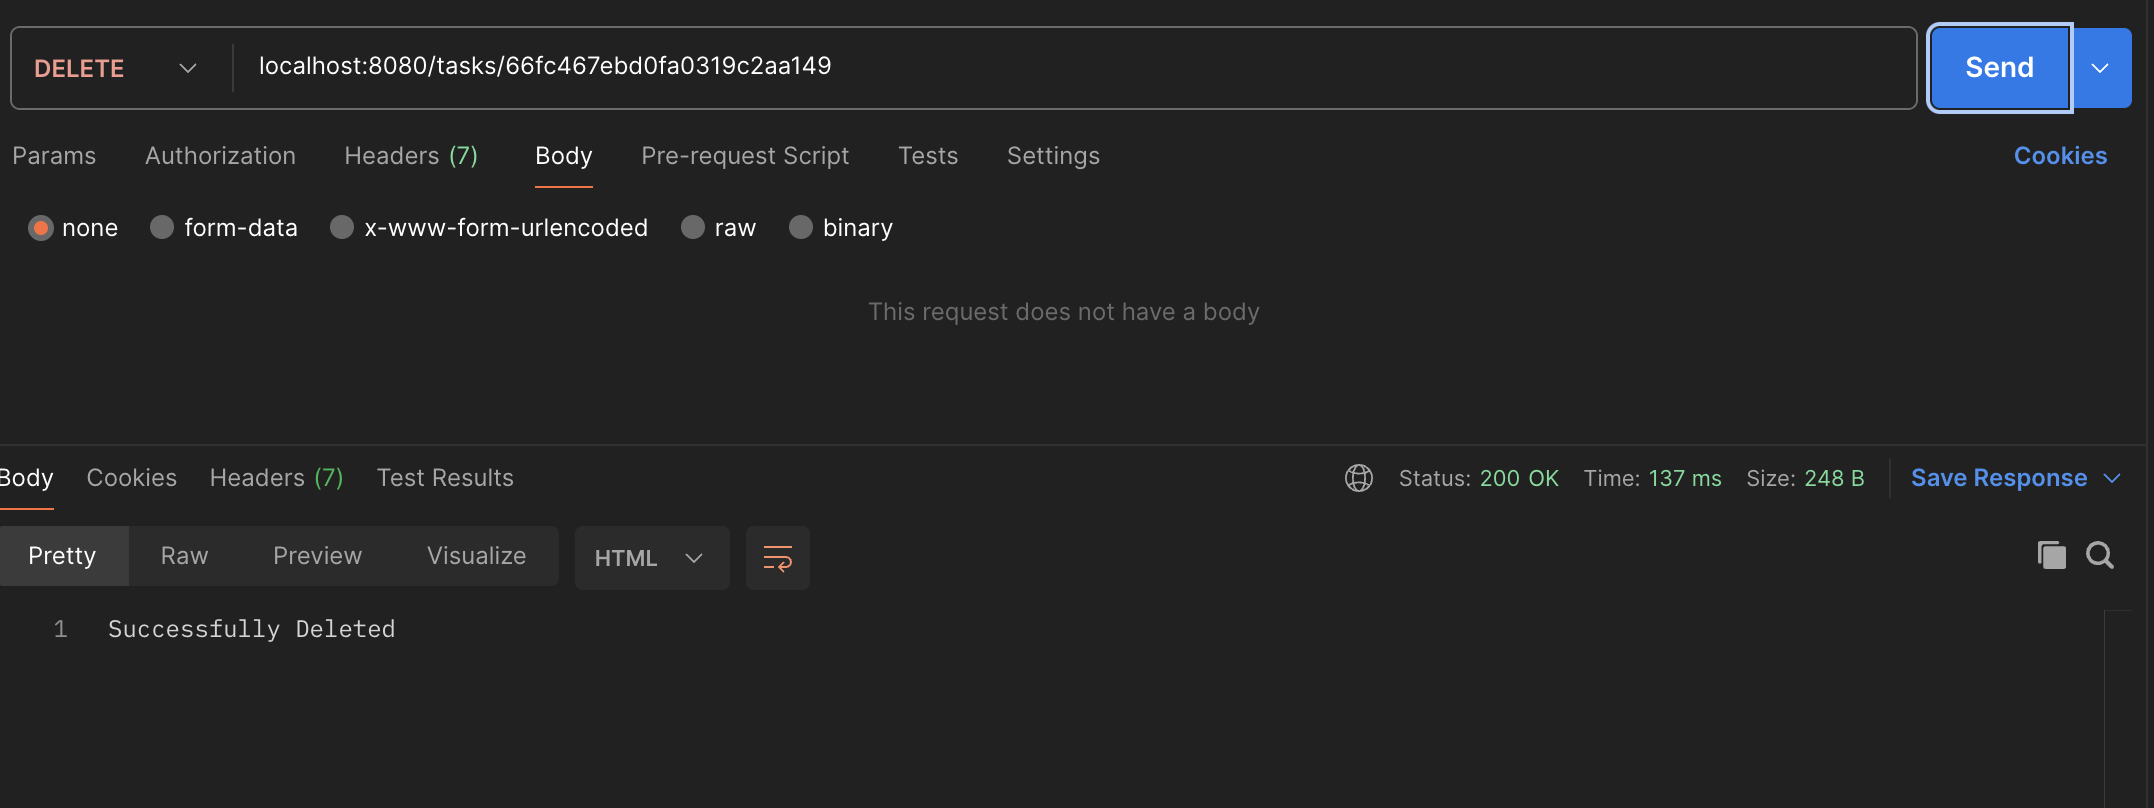 DELETE localhost:8080/tasks/66fc467ebd0fa0319c2aa149 Send
Params Authorization Headers (7) Body Pre-request Script Tests Settings Cookies
none form-data x-www-form-urlencoded raw binary
This request does not have a body
Body Cookies Headers (7) Test Results Status: 200 OK Time: 137 ms Size: 248 B Save Response
Pretty Raw Preview Visualize HTML
1 Successfully Deleted